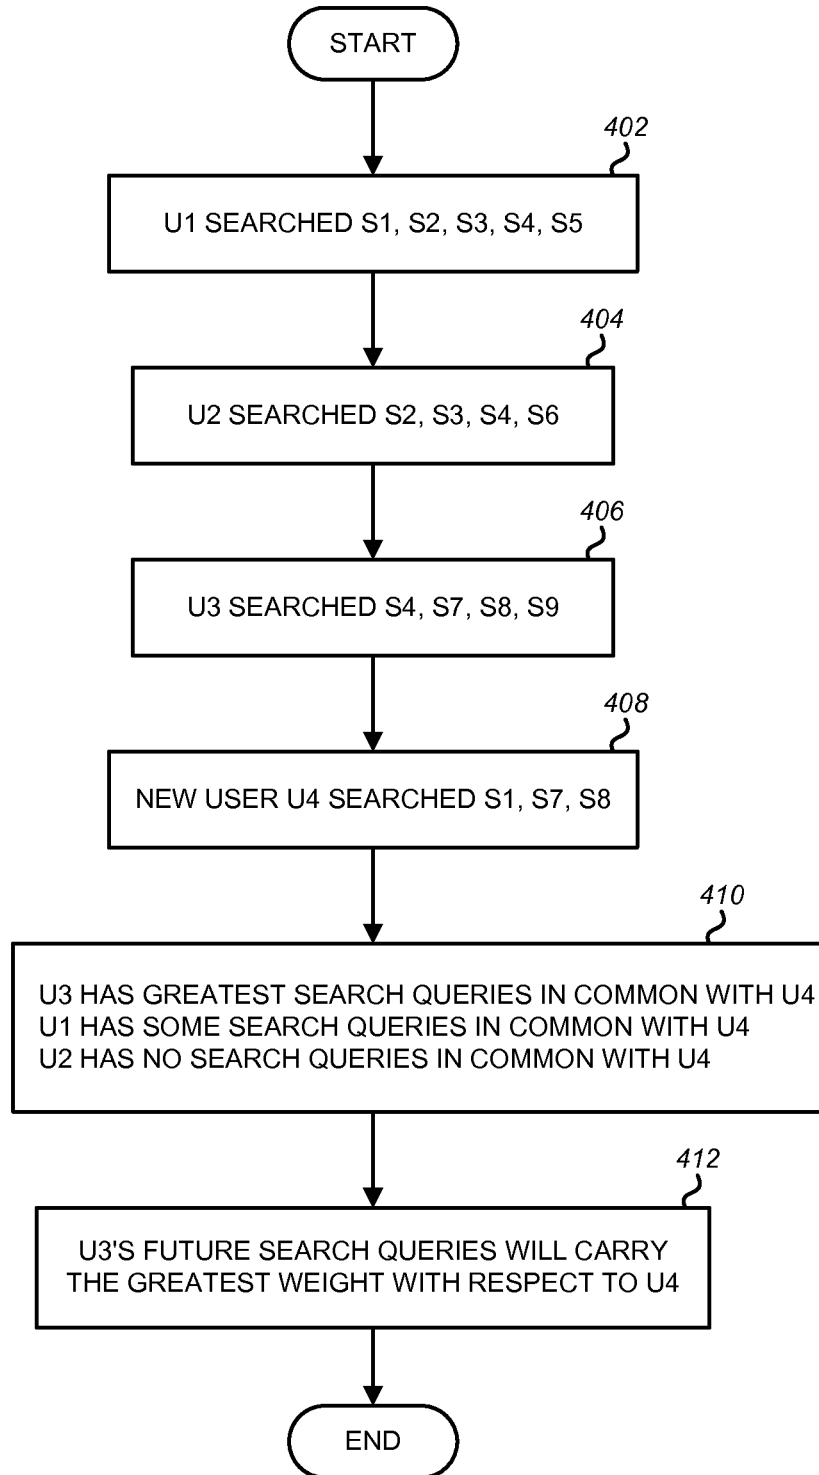 START
402
U1 SEARCHED S1, S2, S3, S4, S5
404
U2 SEARCHED S2, S3, S4, S6
406
U3 SEARCHED S4, S7, S8, S9
408
NEW USER U4 SEARCHED S1, S7, S8
410
U3 HAS GREATEST SEARCH QUERIES IN COMMON WITH U4
U1 HAS SOME SEARCH QUERIES IN COMMON WITH U4
U2 HAS NO SEARCH QUERIES IN COMMON WITH U4
412
U3'S FUTURE SEARCH QUERIES WILL CARRY
THE GREATEST WEIGHT WITH RESPECT TO U4
END